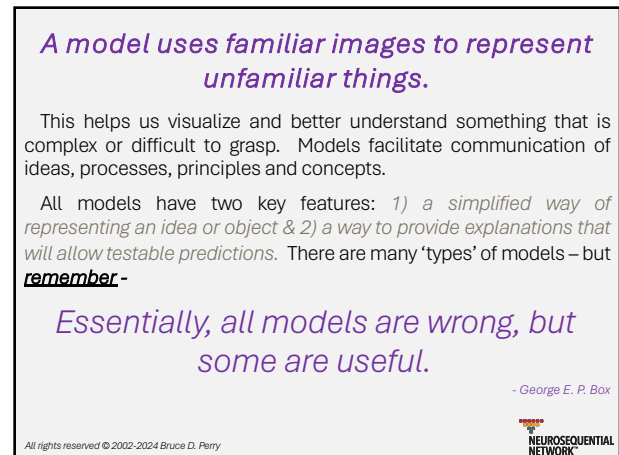 A model uses familiar images to represent
unfamiliar things.
This helps us visualize and better understand something that is
complex or difficult to grasp. Models facilitate communication of
ideas, processes, principles and concepts.
All models have two key features: 1) a simplified way of
representing an idea or object & 2) a way to provide explanations that
will allow testable predictions. There are many ‘types’ of models – but
remember -
Essentially, all models are wrong, but
some are useful.
- George E. P. Box
All rights reserved © 2002-2024 Bruce D. Perry
NEUROSEQUENTIAL
NETWORK™